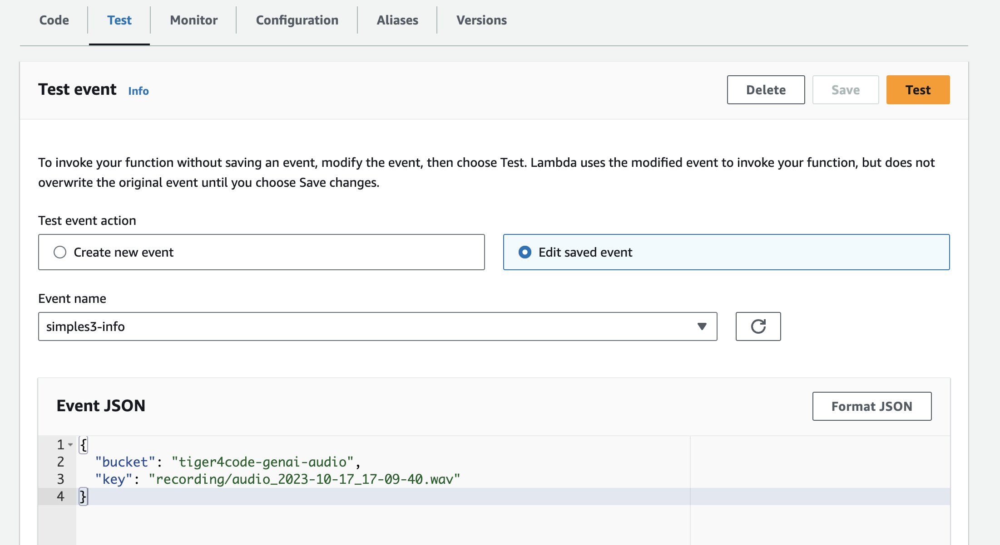 Code Test Monitor Configuration Aliases Versions
Test event Info Delete Save Test
To invoke your function without saving an event, modify the event, then choose Test. Lambda uses the modified event to invoke your function, but does not
overwrite the original event until you choose Save changes.
Test event action
Create new event Edit saved event
Event name
simples3-info
Event JSON Format JSON
1 {
2 "bucket": "tiger4code-genai-audio",
3 "key": "recording/audio_2023-10-17_17-09-40.wav"
4 }